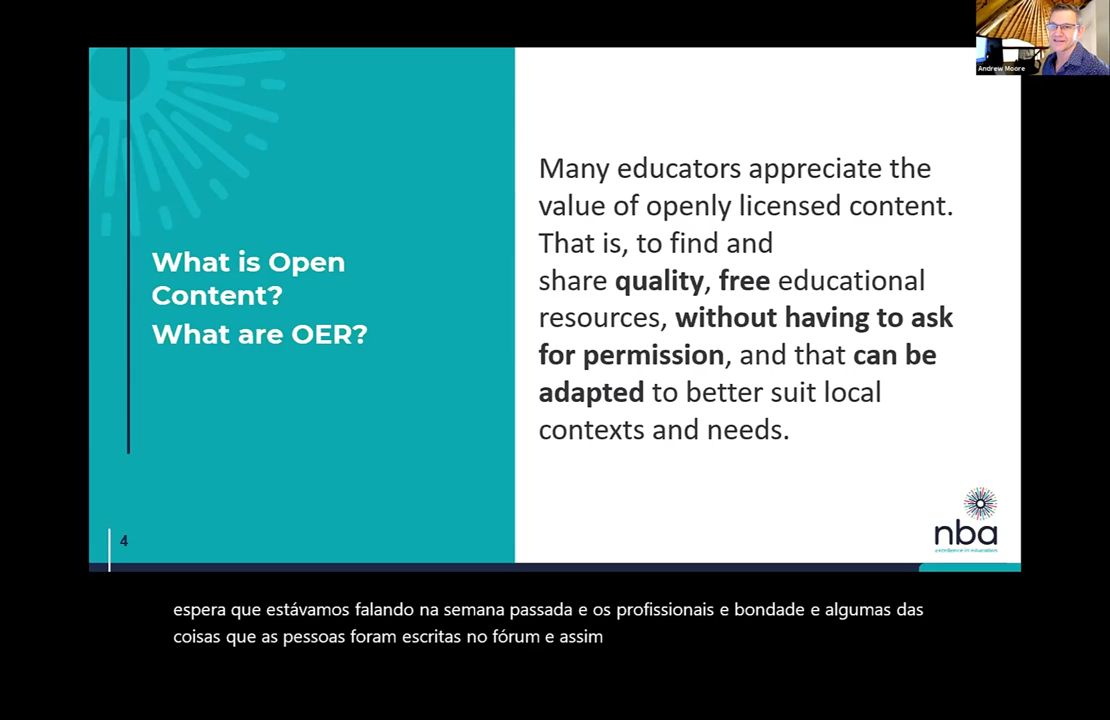 Andrew Moore
What is Open
Content?
What are OER?
Many educators appreciate the
value of openly licensed content.
That is, to find and
share quality, free educational
resources, without having to ask
for permission, and that can be
adapted to better suit local
contexts and needs.
4
nba
excellence in education
espera que estávamos falando na semana passada e os profissionais e bondade e algumas das
coisas que as pessoas foram escritas no fórum e assim